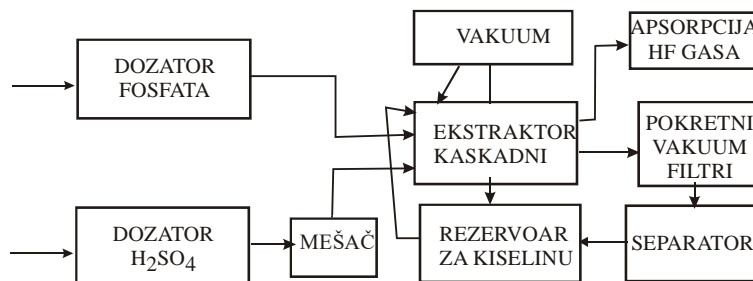 VAKUUM
APSORPCIJA
HF GASA
DOZATOR
FOSFATA
EKSTRAKTOR
KASKADNI
POKRETNI
VAKUUM
FILTRI
DOZATOR
H₂SO₄
MEŠAČ
REZERVOAR
ZA KISELINU
SEPARATOR